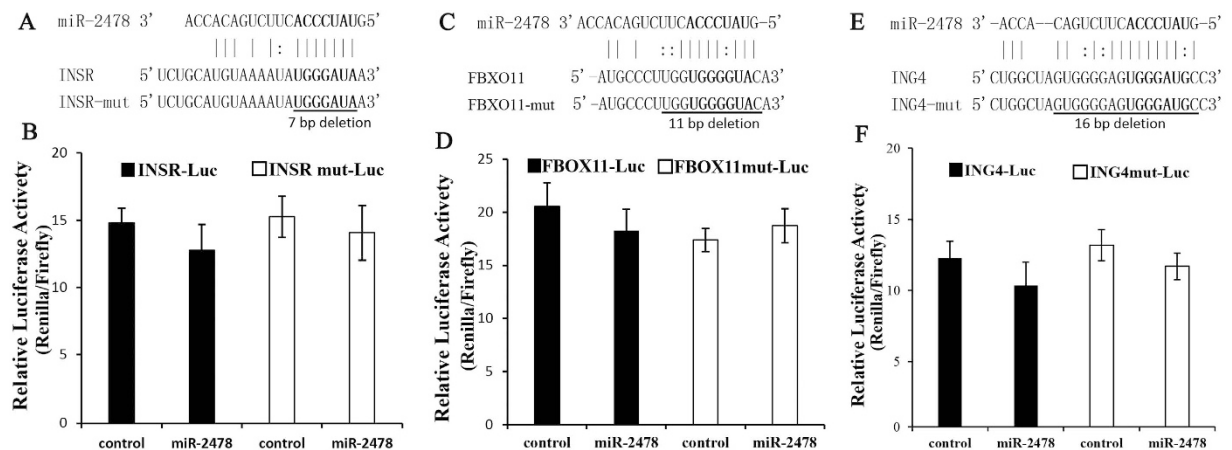 A
miR-2478 3' ACCACAGUCUUCACCCUAUG5'
||| | |: |||||||
INSR 5'UCUGCAUGUAAAAUAUGGGAUAA3'
INSR-mut 5'UCUGCAUGUAAAAUAUGGGAUAA3'
7 bp deletion
B
Relative Luciferase Activety
(Renilla/Firefly)
20
15
10
5
0
INSR-Luc
INSR mut-Luc
control
miR-2478
control
miR-2478
C
miR-2478 3'ACCACAGUCUUCACCCUAUG-5'
||| | ::|||||:|||
FBXO11 5'-AUGCCCUUGGUGGGGUACA3'
FBXO11-mut 5'-AUGCCCUUGGUGGGGUACA3'
11 bp deletion
D
Relative Luciferase Activety
(Renilla/Firefly)
25
20
15
10
5
0
FBOX11-Luc
FBOX11mut-Luc
control
miR-2478
control
miR-2478
E
miR-2478 3'-ACCA--CAGUCUUCACCCUAUG-5'
||| ||:|:||||||||:|
ING4 5'CUGGCUAGUGGGGAGUGGGAUGCC3'
ING4-mut 5'CUGGCUAGUGGGGAGUGGGAUGCC3'
16 bp deletion
F
Relative Luciferase Activety
(Renilla/Firefly)
20
15
10
5
0
ING4-Luc
ING4mut-Luc
control
miR-2478
control
miR-2478